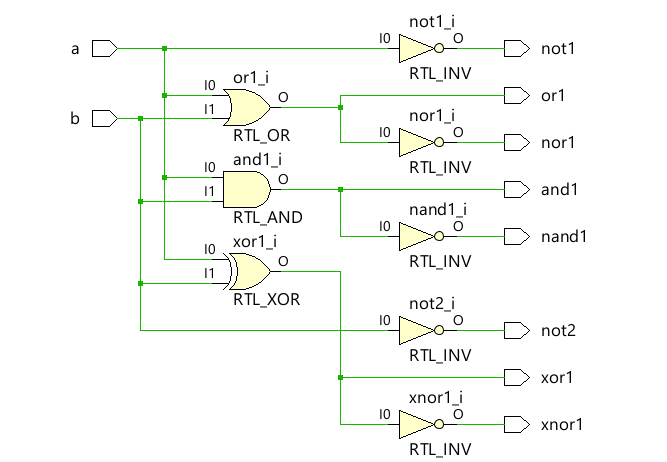 not1_i
a I0 O not1
RTL_INV
or1_i
I0 O or1
b I1
RTL_OR
nor1_i
I0 O nor1
RTL_INV
and1_i
I0 O and1
I1
RTL_AND
nand1_i
I0 O nand1
RTL_INV
xor1_i
I0 O
I1
RTL_XOR
not2_i
I0 O not2
RTL_INV
xor1
xnor1_i
I0 O xnor1
RTL_INV